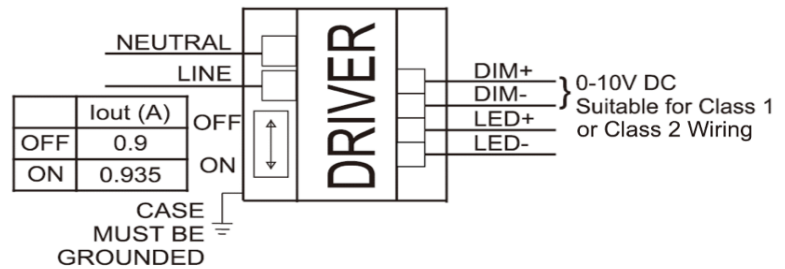 NEUTRAL
LINE
Iout (A)
OFF 0.9
ON 0.935
OFF
ON
CASE
MUST BE
GROUNDED
DRIVER
DIM+
DIM-
LED+
LED-
0-10V DC
Suitable for Class 1
or Class 2 Wiring